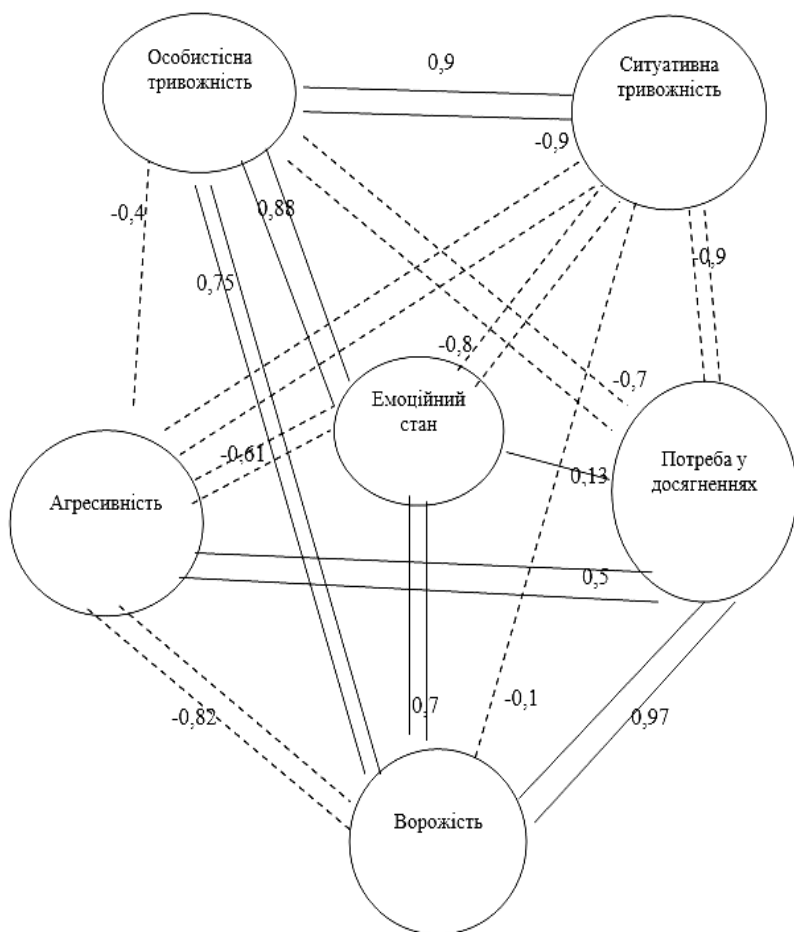 Особистісна
тривожність
0,9
Ситуативна
тривожність
-0,9
-0,4
0,88
0,75
-0,9
-0,8
-0,7
Емоційний
стан
-0,61
0,13
Потреба у
досягненнях
Агресивність
0,5
-0,82
0,7
-0,1
0,97
Ворожість